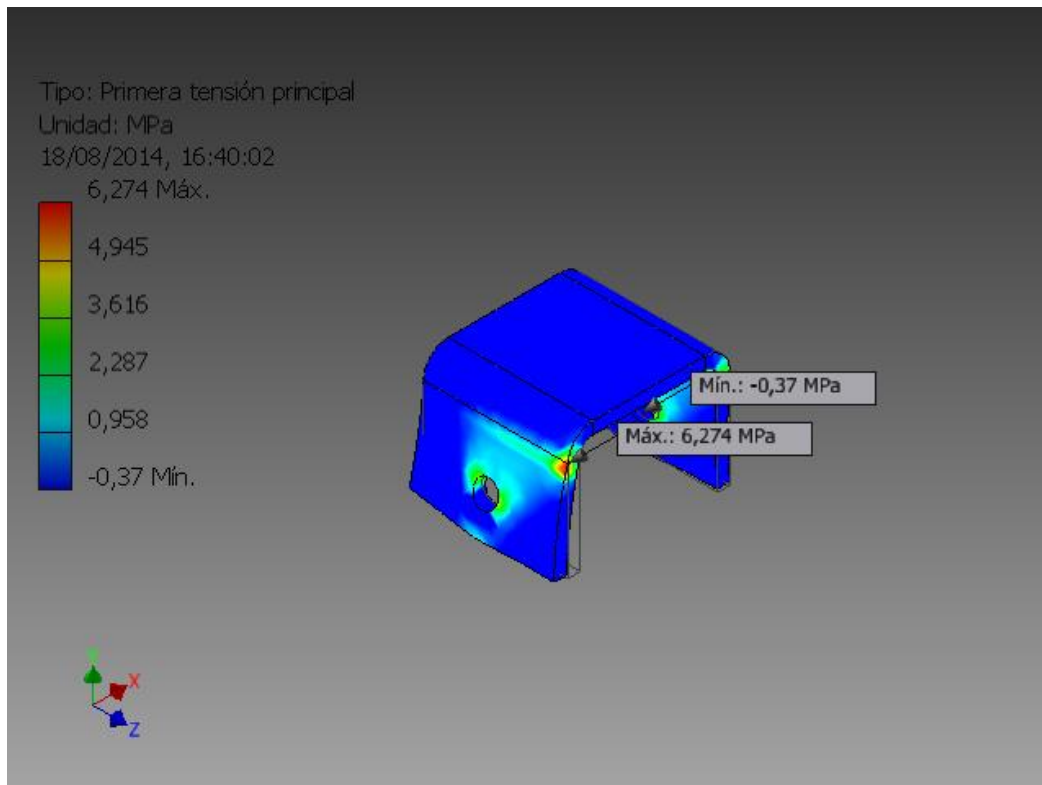 Tipo: Primera tensión principal
Unidad: MPa
18/08/2014, 16:40:02
6,274 Máx.
4,945
3,616
2,287
0,958
-0,37 Mín.
Mín.: -0,37 MPa
Máx.: 6,274 MPa
Y
X
Z